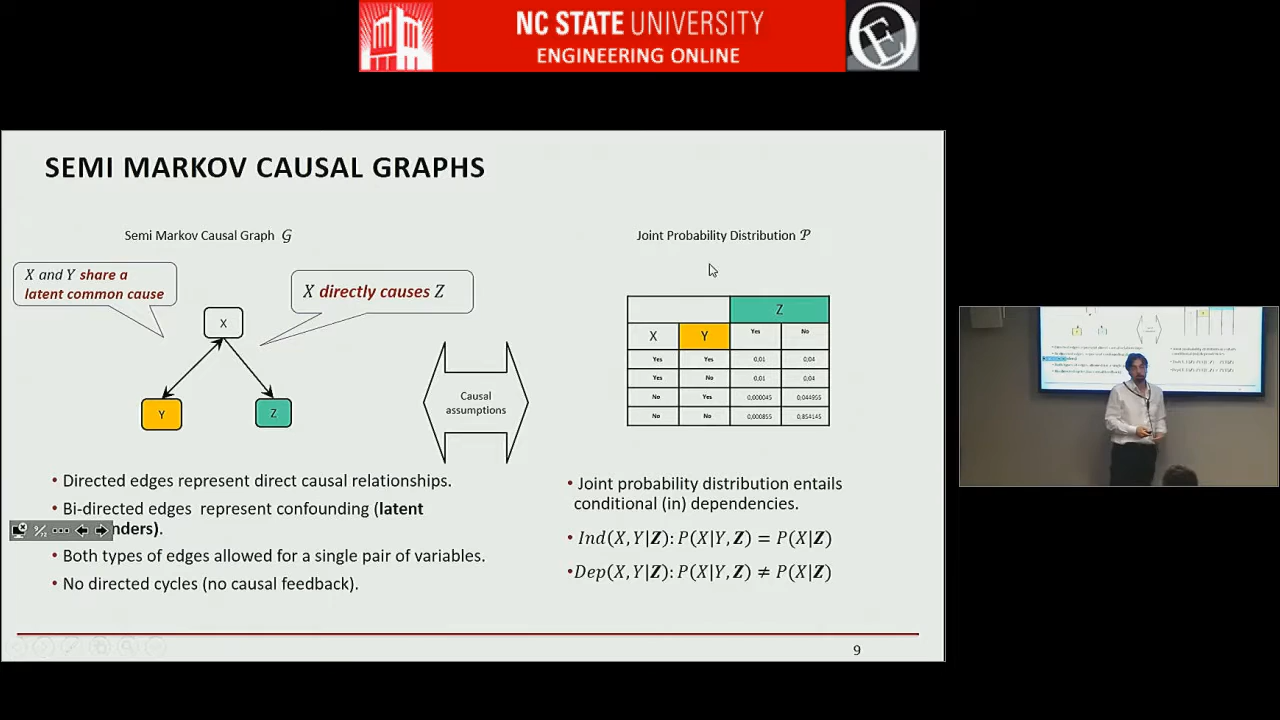 NC STATE UNIVERSITY
ENGINEERING ONLINE
SEMI MARKOV CAUSAL GRAPHS
Semi Markov Causal Graph 𝒢
X and Y share a
latent common cause
X directly causes Z
X
Y
Z
Causal
assumptions
• Directed edges represent direct causal relationships.
• Bi-directed edges represent confounding (latent
nders).
• Both types of edges allowed for a single pair of variables.
• No directed cycles (no causal feedback).
Joint Probability Distribution 𝒫
Z
X Y Yes No
Yes Yes 0,01 0,04
Yes No 0,01 0,04
No Yes 0,000045 0,044955
No No 0,000855 0,854145
• Joint probability distribution entails
conditional (in) dependencies.
• Ind(X, Y|Z): P(X|Y, Z) = P(X|Z)
• Dep(X, Y|Z): P(X|Y, Z) ≠ P(X|Z)
9